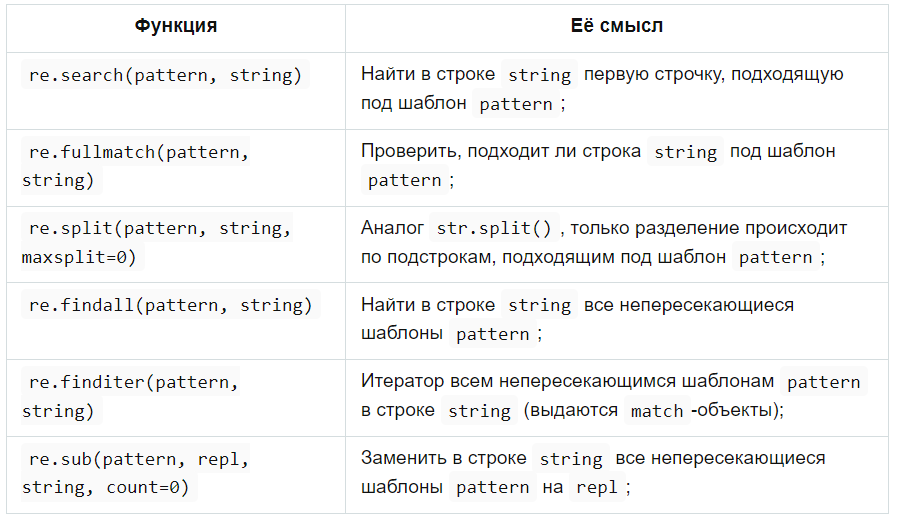 Функция Её смысл
re.search(pattern, string) Найти в строке string первую строчку, подходящую
под шаблон pattern ;
re.fullmatch(pattern, Проверить, подходит ли строка string под шаблон
string) pattern ;
re.split(pattern, string, Аналог str.split() , только разделение происходит
maxsplit=0) по подстрокам, подходящим под шаблон pattern ;
re.findall(pattern, string) Найти в строке string все непересекающиеся
шаблоны pattern ;
re.finditer(pattern, Итератор всем непересекающимся шаблонам pattern
string) в строке string (выдаются match -объекты);
re.sub(pattern, repl, Заменить в строке string все непересекающиеся
string, count=0) шаблоны pattern на repl ;